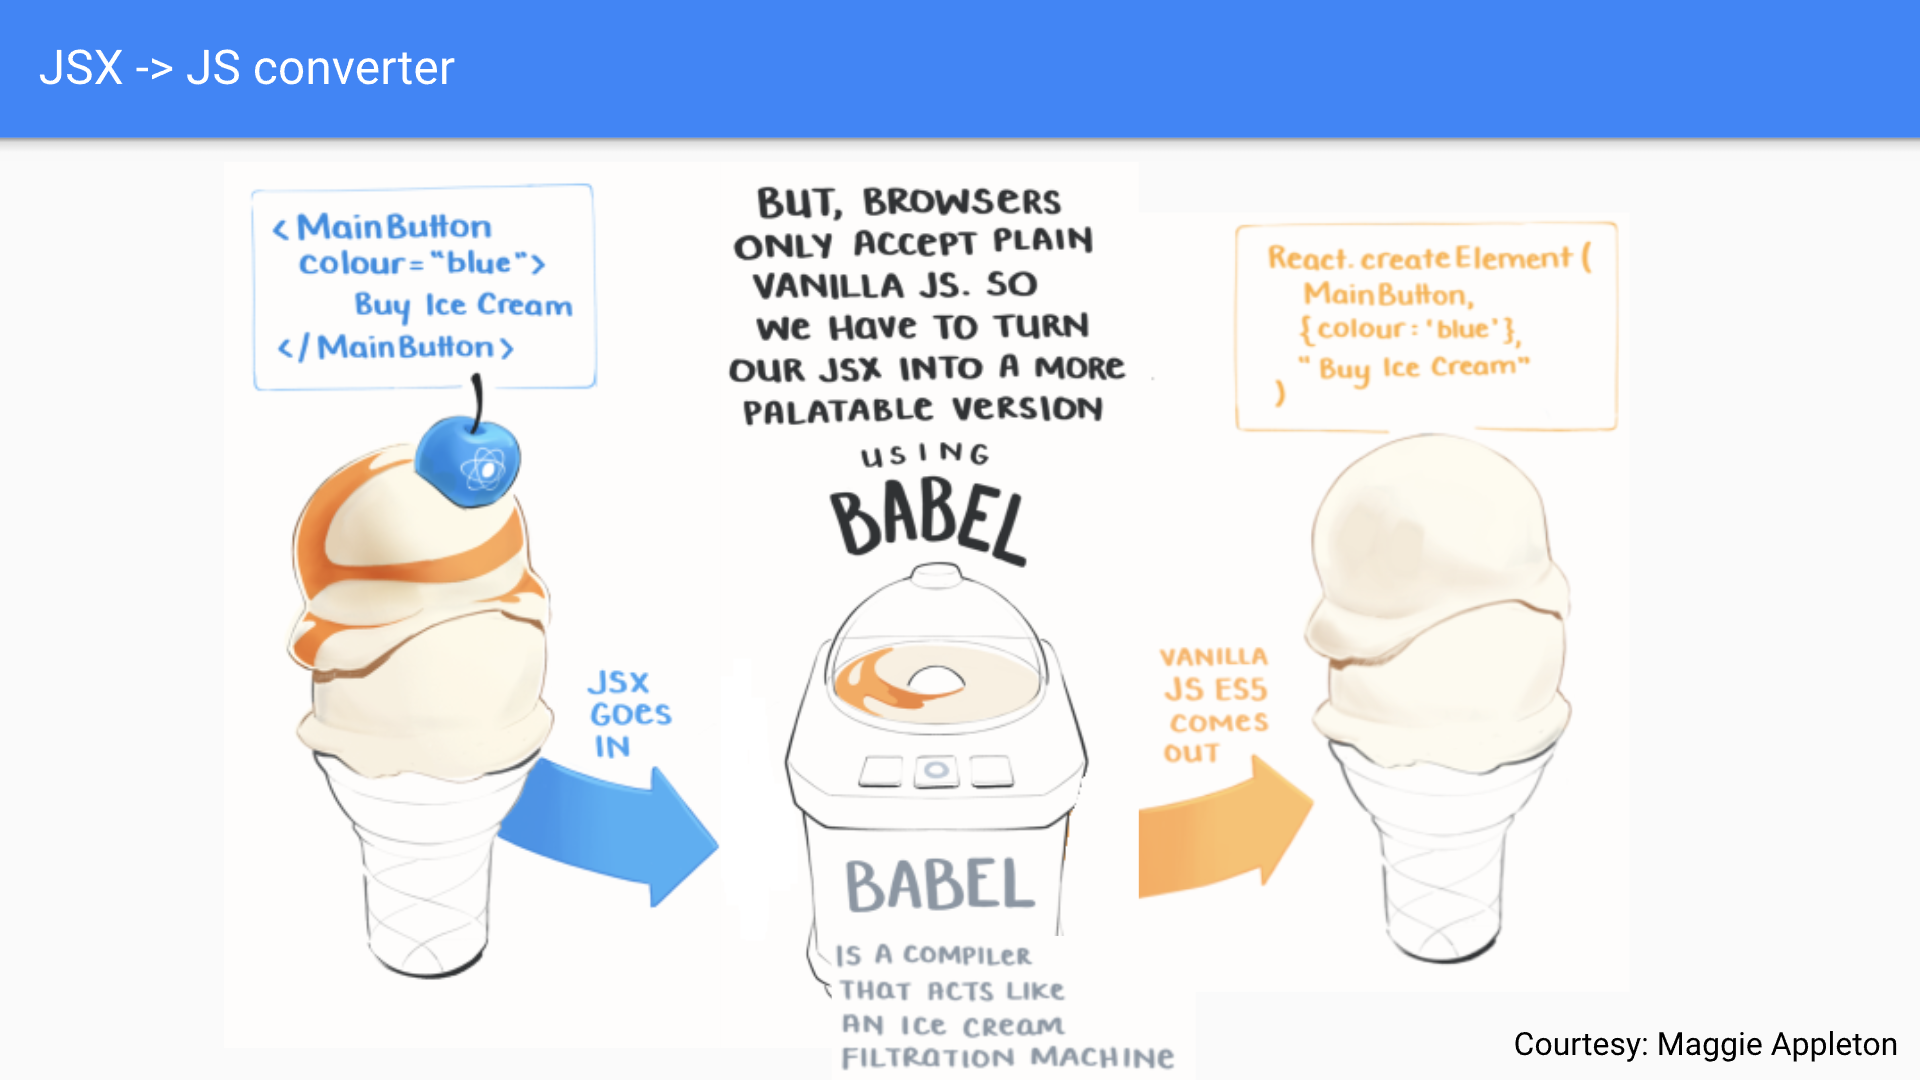 JSX -> JS converter
<MainButton
colour="blue">
Buy Ice Cream
</MainButton>
JSX
GOES
IN
BUT, BROWSERS
ONLY ACCEPT PLAIN
VANILLA JS. SO
WE HAVE TO TURN
OUR JSX INTO A MORE
PALATABLE VERSION
USING
BABEL
BABEL
IS A COMPILER
THAT ACTS LIKE
AN ICE CREAM
FILTRATION MACHINE
VANILLA
JS ES5
COMES
OUT
React.createElement(
MainButton,
{colour:'blue'},
"Buy Ice Cream"
)
Courtesy: Maggie Appleton